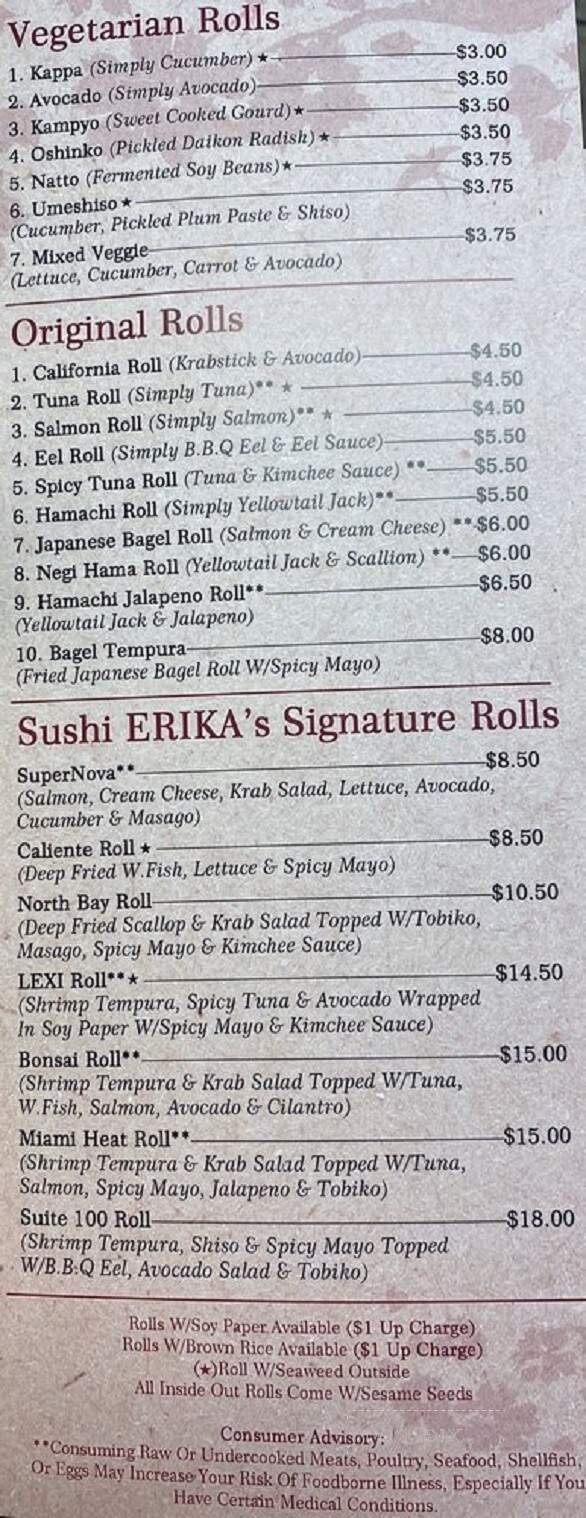 Vegetarian Rolls
1. Kappa (Simply Cucumber) ★ $3.00
2. Avocado (Simply Avocado) $3.50
3. Kampyo (Sweet Cooked Gourd) ★ $3.50
4. Oshinko (Pickled Daikon Radish) ★ $3.50
5. Natto (Fermented Soy Beans) ★ $3.75
6. Umeshiso ★ $3.75
(Cucumber, Pickled Plum Paste & Shiso)
7. Mixed Veggie $3.75
(Lettuce, Cucumber, Carrot & Avocado)
Original Rolls
1. California Roll (Krabstick & Avocado) $4.50
2. Tuna Roll (Simply Tuna)** ★ $4.50
3. Salmon Roll (Simply Salmon)** ★ $4.50
4. Eel Roll (Simply B.B.Q Eel & Eel Sauce) $5.50
5. Spicy Tuna Roll (Tuna & Kimchee Sauce) ** $5.50
6. Hamachi Roll (Simply Yellowtail Jack)** $5.50
7. Japanese Bagel Roll (Salmon & Cream Cheese) ** $6.00
8. Negi Hama Roll (Yellowtail Jack & Scallion) ** $6.00
9. Hamachi Jalapeno Roll** $6.50
(Yellowtail Jack & Jalapeno)
10. Bagel Tempura $8.00
(Fried Japanese Bagel Roll W/Spicy Mayo)
Sushi ERIKA's Signature Rolls
SuperNova** $8.50
(Salmon, Cream Cheese, Krab Salad, Lettuce, Avocado,
Cucumber & Masago)
Caliente Roll ★ $8.50
(Deep Fried W.Fish, Lettuce & Spicy Mayo)
North Bay Roll $10.50
(Deep Fried Scallop & Krab Salad Topped W/Tobiko,
Masago, Spicy Mayo & Kimchee Sauce)
LEXI Roll** ★ $14.50
(Shrimp Tempura, Spicy Tuna & Avocado Wrapped
In Soy Paper W/Spicy Mayo & Kimchee Sauce)
Bonsai Roll** $15.00
(Shrimp Tempura & Krab Salad Topped W/Tuna,
W.Fish, Salmon, Avocado & Cilantro)
Miami Heat Roll** $15.00
(Shrimp Tempura & Krab Salad Topped W/Tuna,
Salmon, Spicy Mayo, Jalapeno & Tobiko)
Suite 100 Roll $18.00
(Shrimp Tempura, Shiso & Spicy Mayo Topped
W/B.B.Q Eel, Avocado Salad & Tobiko)
Rolls W/Soy Paper Available ($1 Up Charge)
Rolls W/Brown Rice Available ($1 Up Charge)
(★)Roll W/Seaweed Outside
All Inside Out Rolls Come W/Sesame Seeds
Consumer Advisory:
**Consuming Raw Or Undercooked Meats, Poultry, Seafood, Shellfish,
Or Eggs May Increase Your Risk Of Foodborne Illness, Especially If You
Have Certain Medical Conditions.